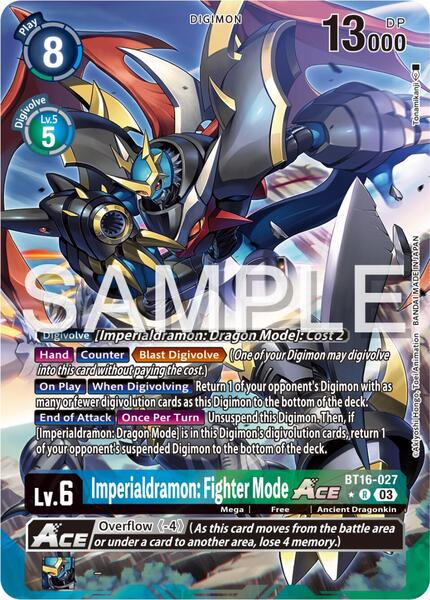 Play
8
DIGIMON
DP
13000
Digivolve
Lv.5
5
Tonamikanji
SAMPLE
©Akiyoshi Hongo, Toei Animation BANDAI MADE IN JAPAN
Digivolve [Imperialdramon: Dragon Mode]: Cost 2
Hand Counter Blast Digivolve (One of your Digimon may digivolve
into this card without paying the cost.)
On Play When Digivolving Return 1 of your opponent's Digimon with as
many or fewer digivolution cards as this Digimon to the bottom of the deck.
End of Attack Once Per Turn Unsuspend this Digimon. Then, if
[Imperialdramon: Dragon Mode] is in this Digimon's digivolution cards, return 1
of your opponent's suspended Digimon to the bottom of the deck.
Lv.6 Imperialdramon: Fighter Mode ACE
BT16-027
R 03
Mega Free Ancient Dragonkin
ACE Overflow 《-4》 (As this card moves from the battle area
or under a card to another area, lose 4 memory.)
-